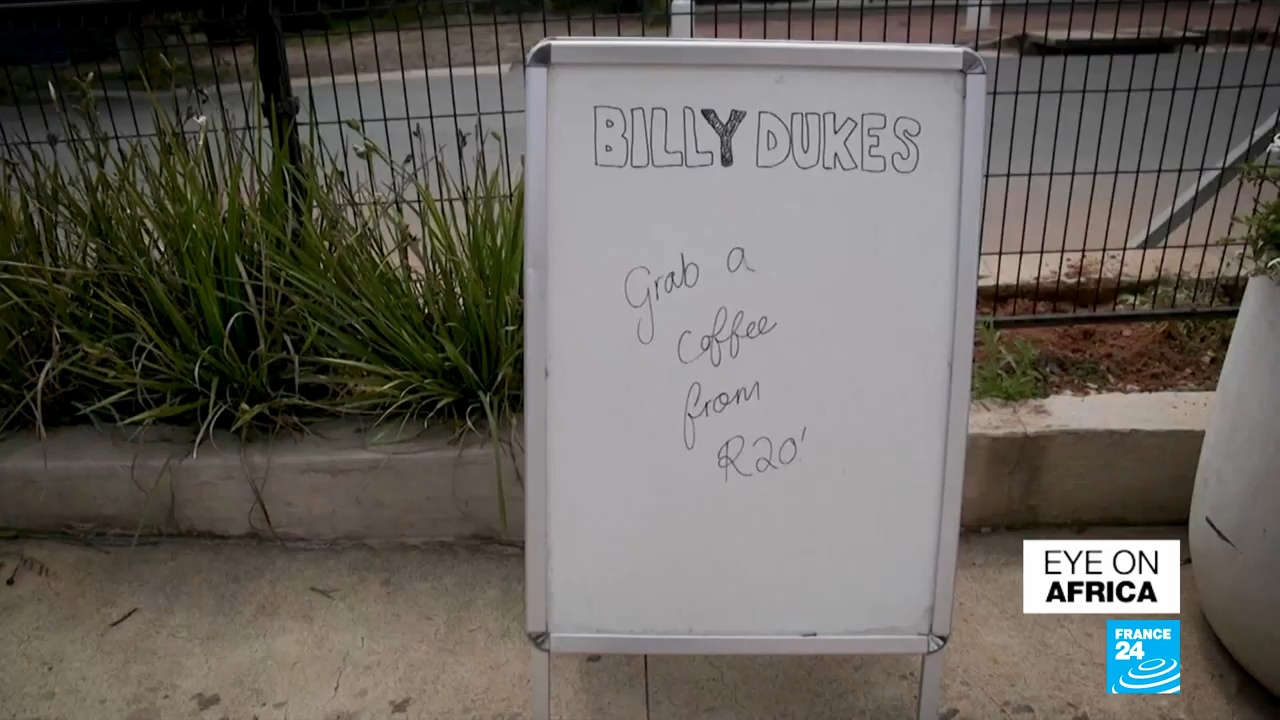 BILLY DUKES
Grab a
coffee
from
R20'
EYE ON
AFRICA
FRANCE
24